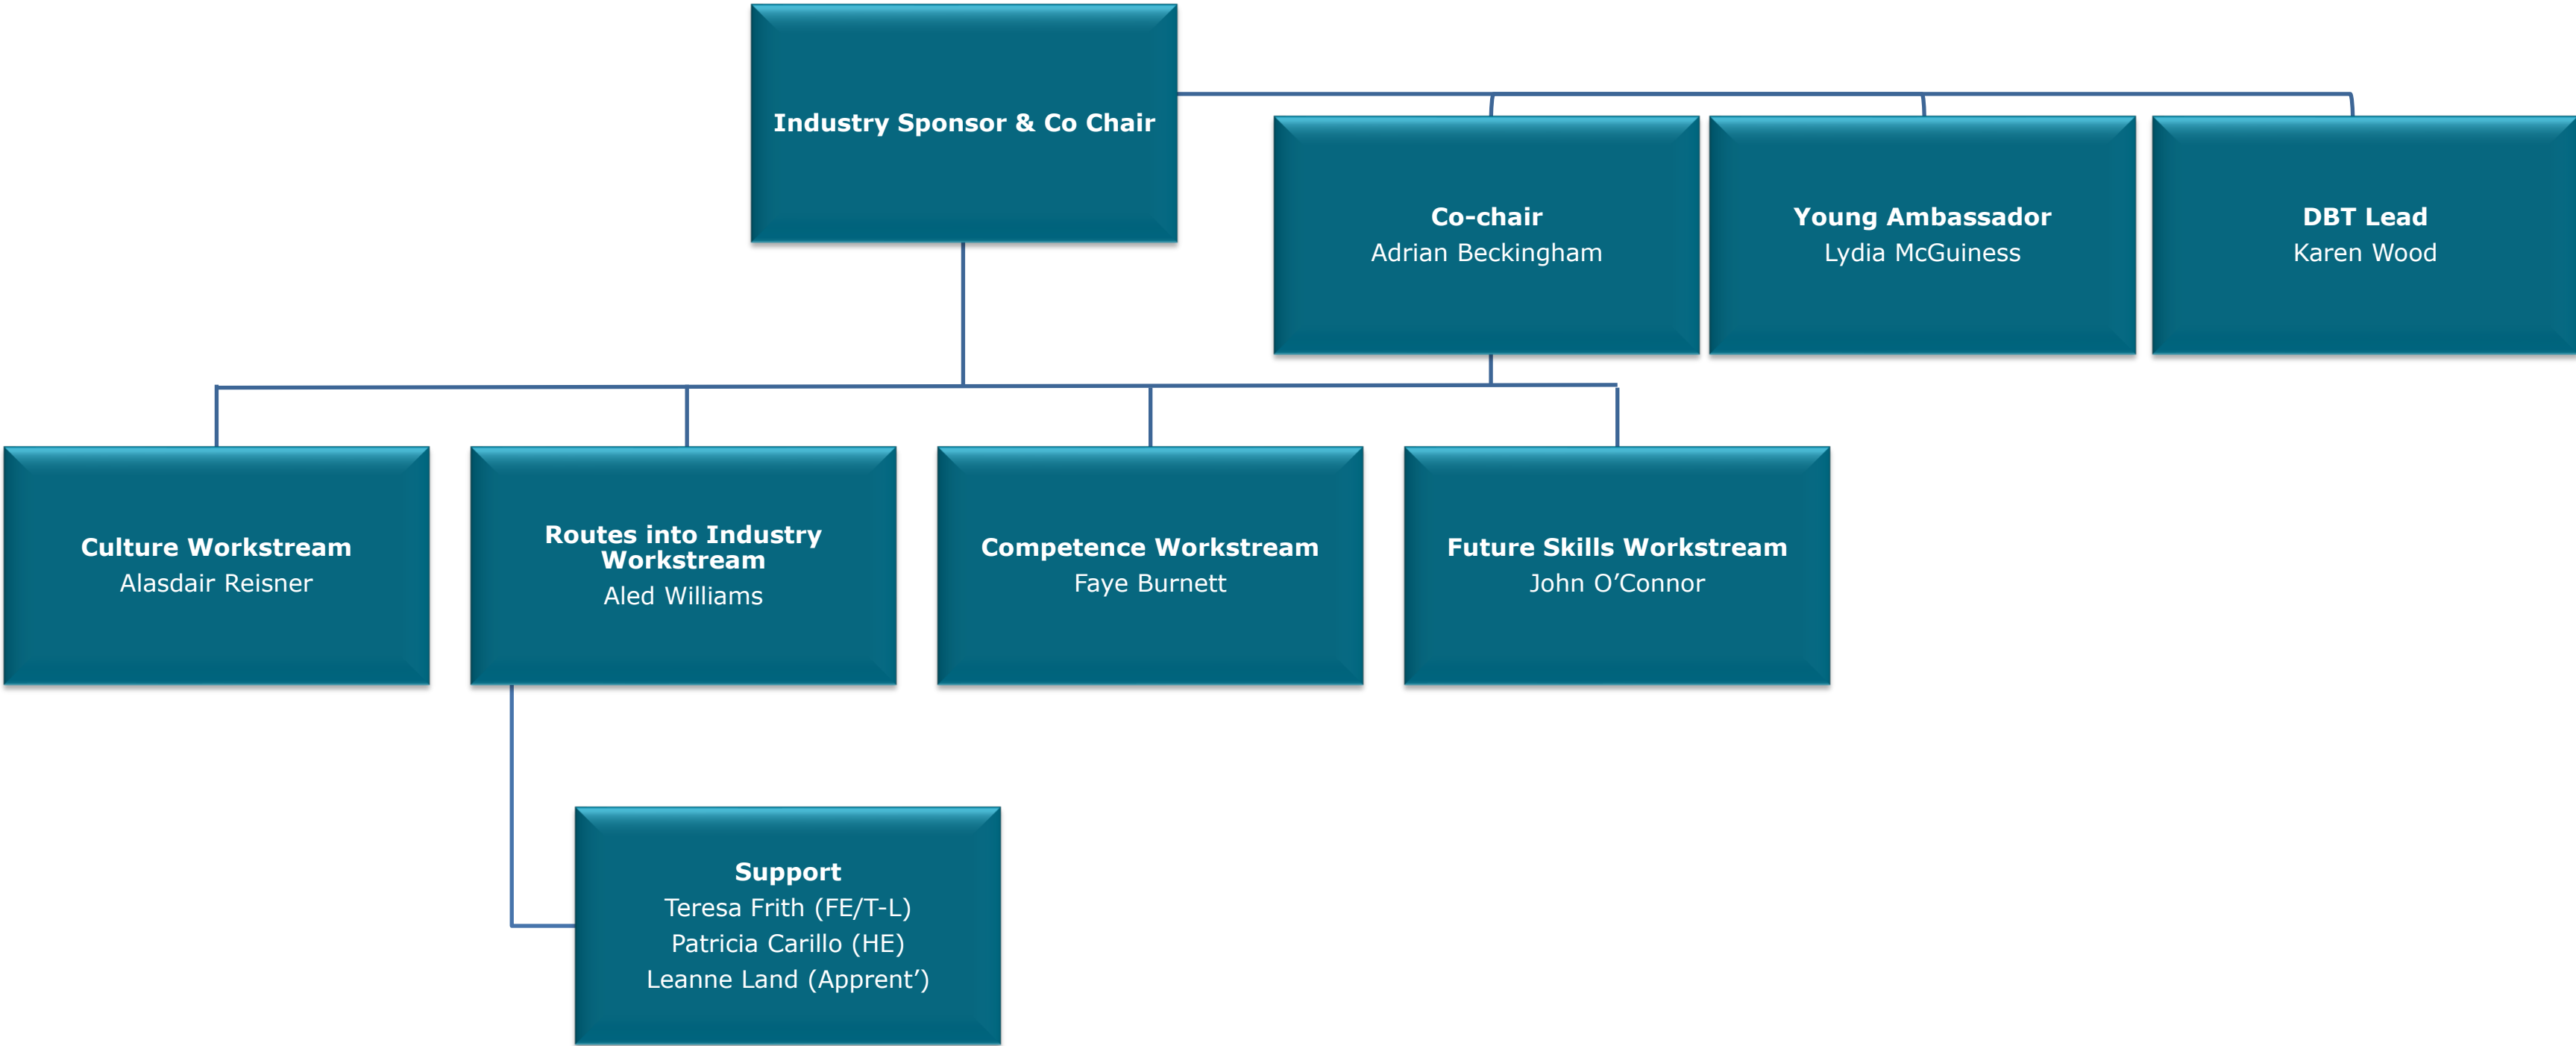 Industry Sponsor & Co Chair
Co-chair
Adrian Beckingham
Young Ambassador
Lydia McGuiness
DBT Lead
Karen Wood
Culture Workstream
Alasdair Reisner
Routes into Industry
Workstream
Aled Williams
Competence Workstream
Faye Burnett
Future Skills Workstream
John O’Connor
Support
Teresa Frith (FE/T-L)
Patricia Carillo (HE)
Leanne Land (Apprent’)